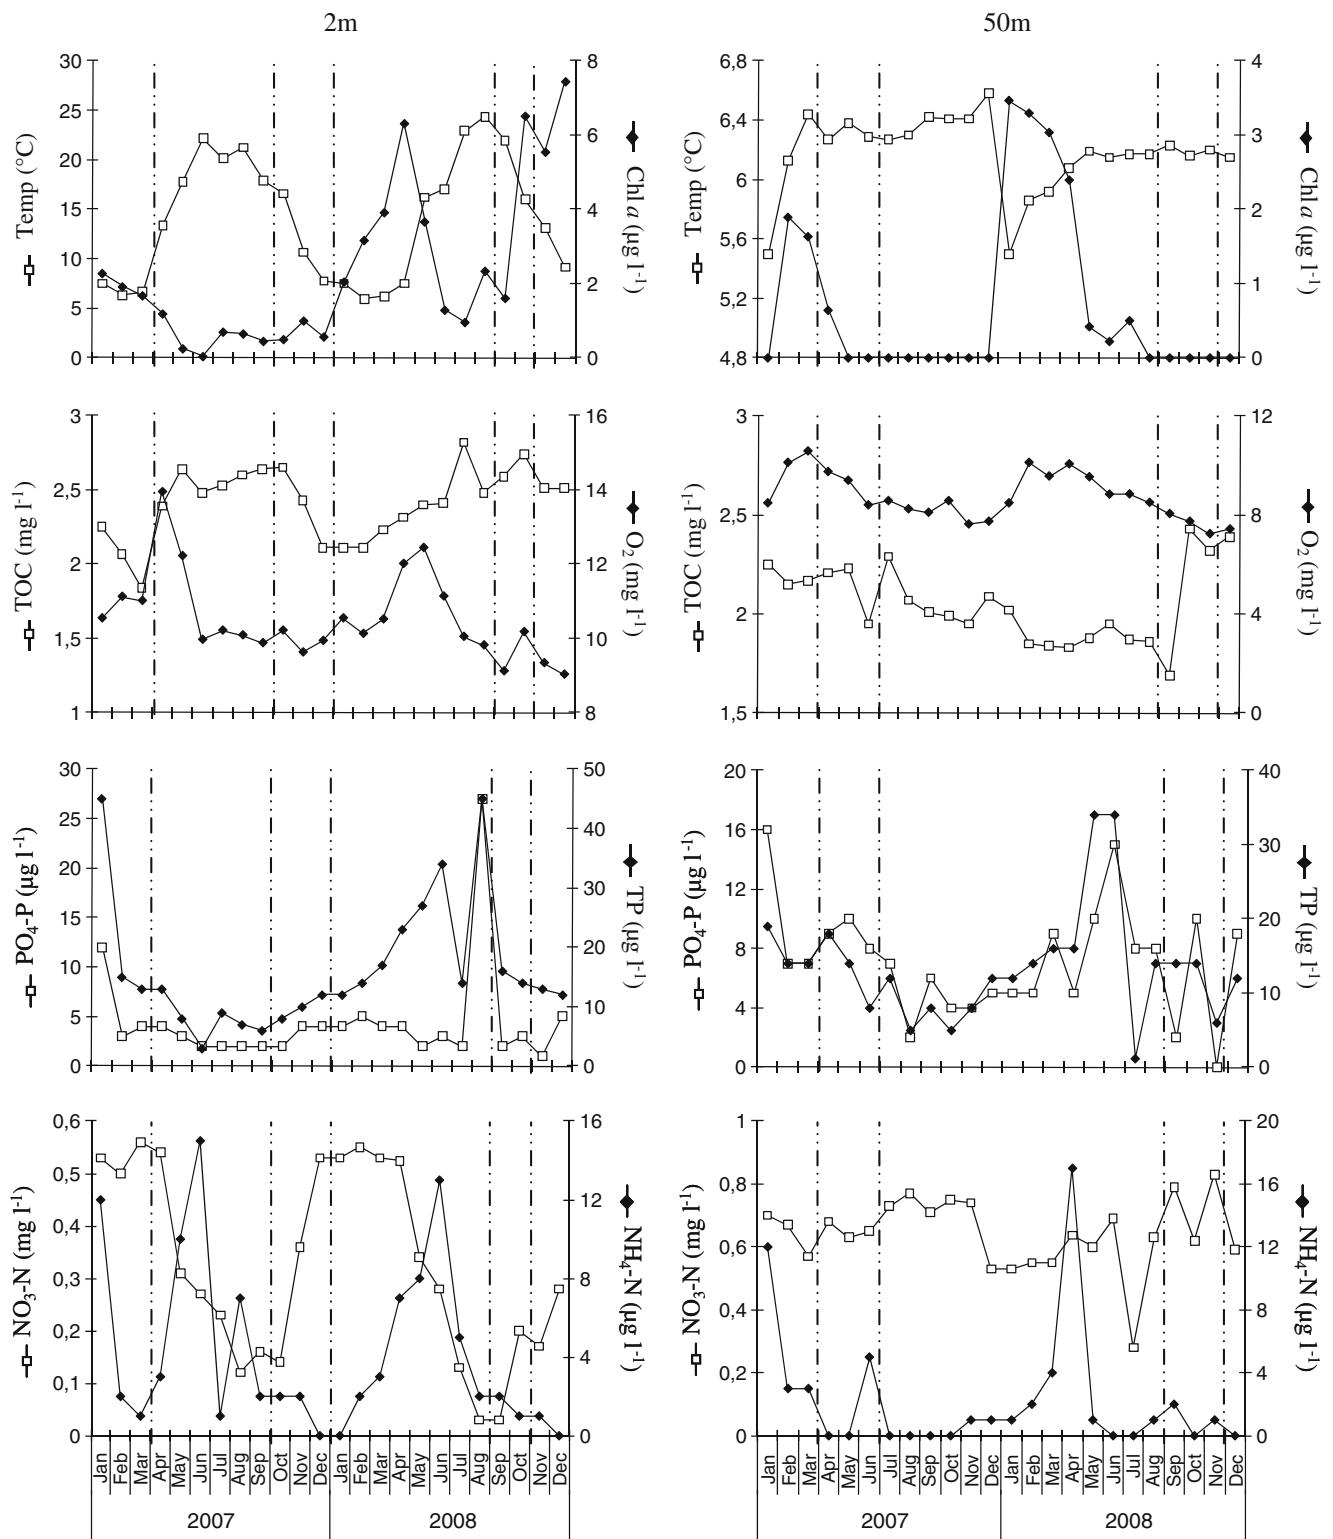 2m 50m
30 8 6,8 4
25
6,4 3
20 6
6
15 4 2
5,6
10
2 1
5 5,2
0 0 4,8 0
Temp (°C) Chl a (µg l-1) Temp (°C) Chl a (µg l-1)
3 16 3 12
2,5 14
2,5 8
2 12
2 4
1,5 10
1 8 1,5 0
TOC (mg l-1) O2 (mg l-1) TOC (mg l-1) O2 (mg l-1)
30 50 20 40
25 40 16
30
20
30 12
15 20
20 8
10
10 4 10
5
0 0 0 0
PO4-P (µg l-1) TP (µg l-1) PO4-P (µg l-1) TP (µg l-1)
0,6 16 1 20
0,5
12 0,8 16
0,4
0,6 12
0,3 8
0,4 8
0,2
4 0,2 4
0,1
0 0 0 0
NO3-N (mg l-1) NH4-N (µg l-1) NO3-N (mg l-1) NH4-N (µg l-1)
Jan Feb Mar Apr May Jun Jul Aug Sep Oct Nov Dec Jan Feb Mar Apr May Jun Jul Aug Sep Oct Nov Dec
2007 2008
Jan Feb Mar Apr May Jun Jul Aug Sep Oct Nov Dec Jan Feb Mar Apr May Jun Jul Aug Sep Oct Nov Dec
2007 2008